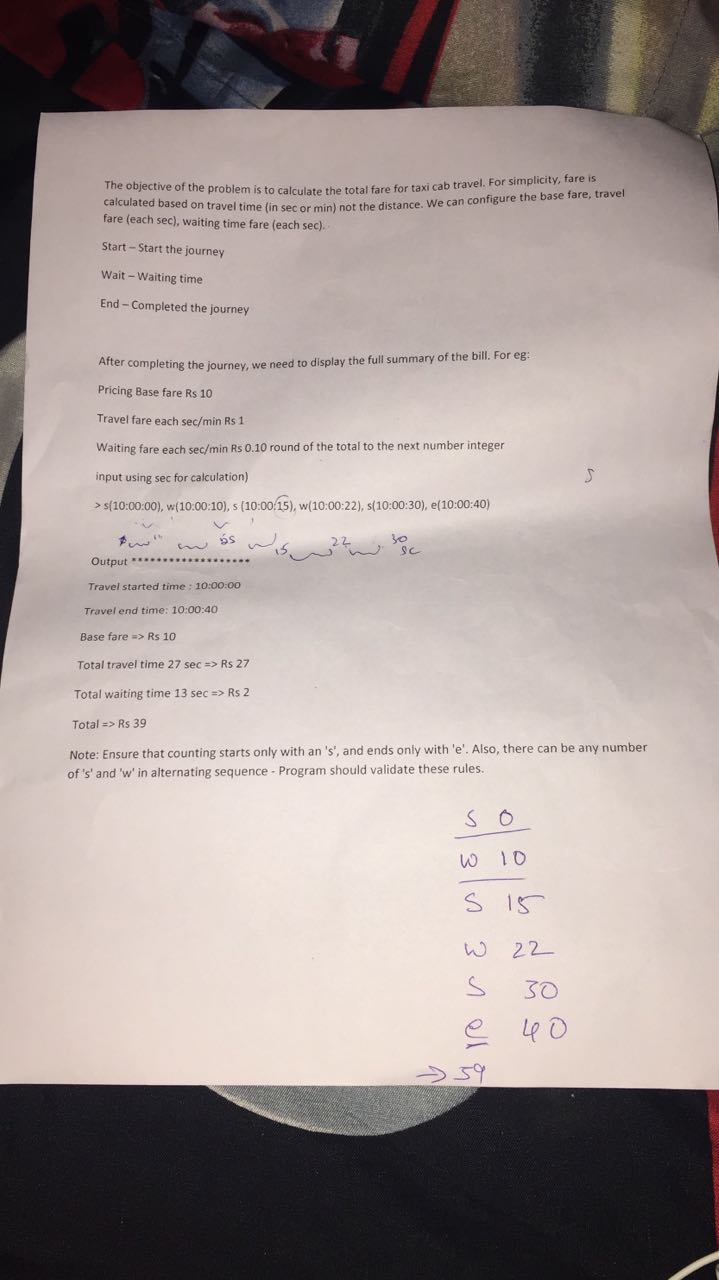 The objective of the problem is to calculate the total fare for taxi cab travel. For simplicity, fare is
calculated based on travel time (in sec or min) not the distance. We can configure the base fare, travel
fare (each sec), waiting time fare (each sec).
Start – Start the journey
Wait – Waiting time
End – Completed the journey
After completing the journey, we need to display the full summary of the bill. For eg:
Pricing Base fare Rs 10
Travel fare each sec/min Rs 1
Waiting fare each sec/min Rs 0.10 round of the total to the next number integer
input using sec for calculation)
S
> s(10:00:00), w(10:00:10), s (10:00:15), w(10:00:22), s(10:00:30), e(10:00:40)
15 22 30
Output *******************
Travel started time : 10:00:00
Travel end time: 10:00:40
Base fare => Rs 10
Total travel time 27 sec => Rs 27
Total waiting time 13 sec => Rs 2
Total => Rs 39
Note: Ensure that counting starts only with an 's', and ends only with 'e'. Also, there can be any number
of 's' and 'w' in alternating sequence - Program should validate these rules.
S 0
W 10
S 15
W 22
S 30
e 40